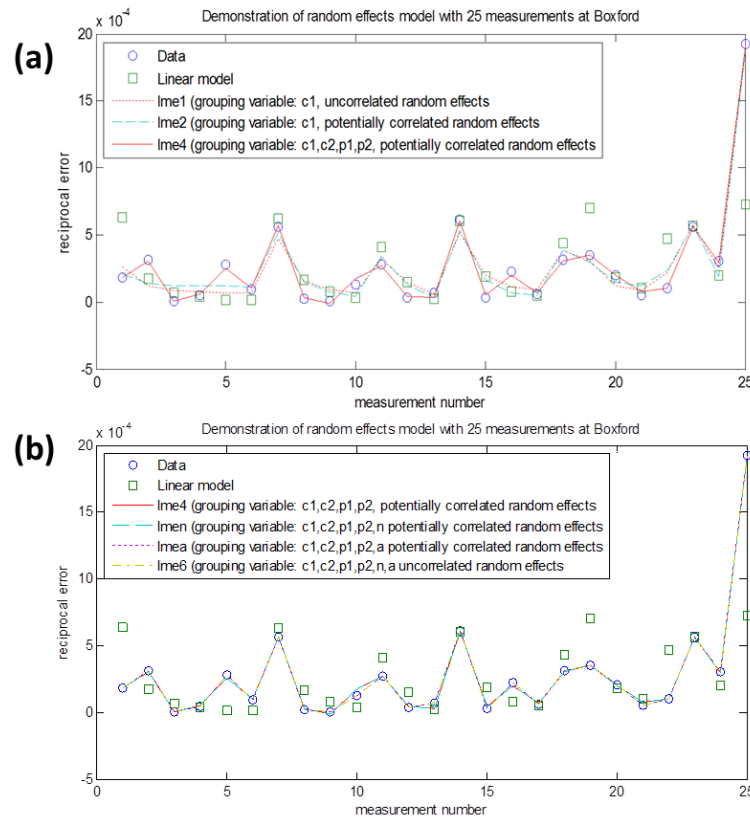 (a)
x 10^-4
Demonstration of random effects model with 25 measurements at Boxford
20
15
10
5
0
-5
reciprocal error
Data
Linear model
lme1 (grouping variable: c1, uncorrelated random effects
lme2 (grouping variable: c1, potentially correlated random effects
lme4 (grouping variable: c1,c2,p1,p2, potentially correlated random effects
0
5
10
15
20
25
measurement number
(b)
x 10^-4
Demonstration of random effects model with 25 measurements at Boxford
20
15
10
5
0
-5
reciprocal error
Data
Linear model
lme4 (grouping variable: c1,c2,p1,p2, potentially correlated random effects
lmen (grouping variable: c1,c2,p1,p2,n potentially correlated random effects
lmea (grouping variable: c1,c2,p1,p2,a potentially correlated random effects
lme6 (grouping variable: c1,c2,p1,p2,n,a uncorrelated random effects
0
5
10
15
20
25
measurement number